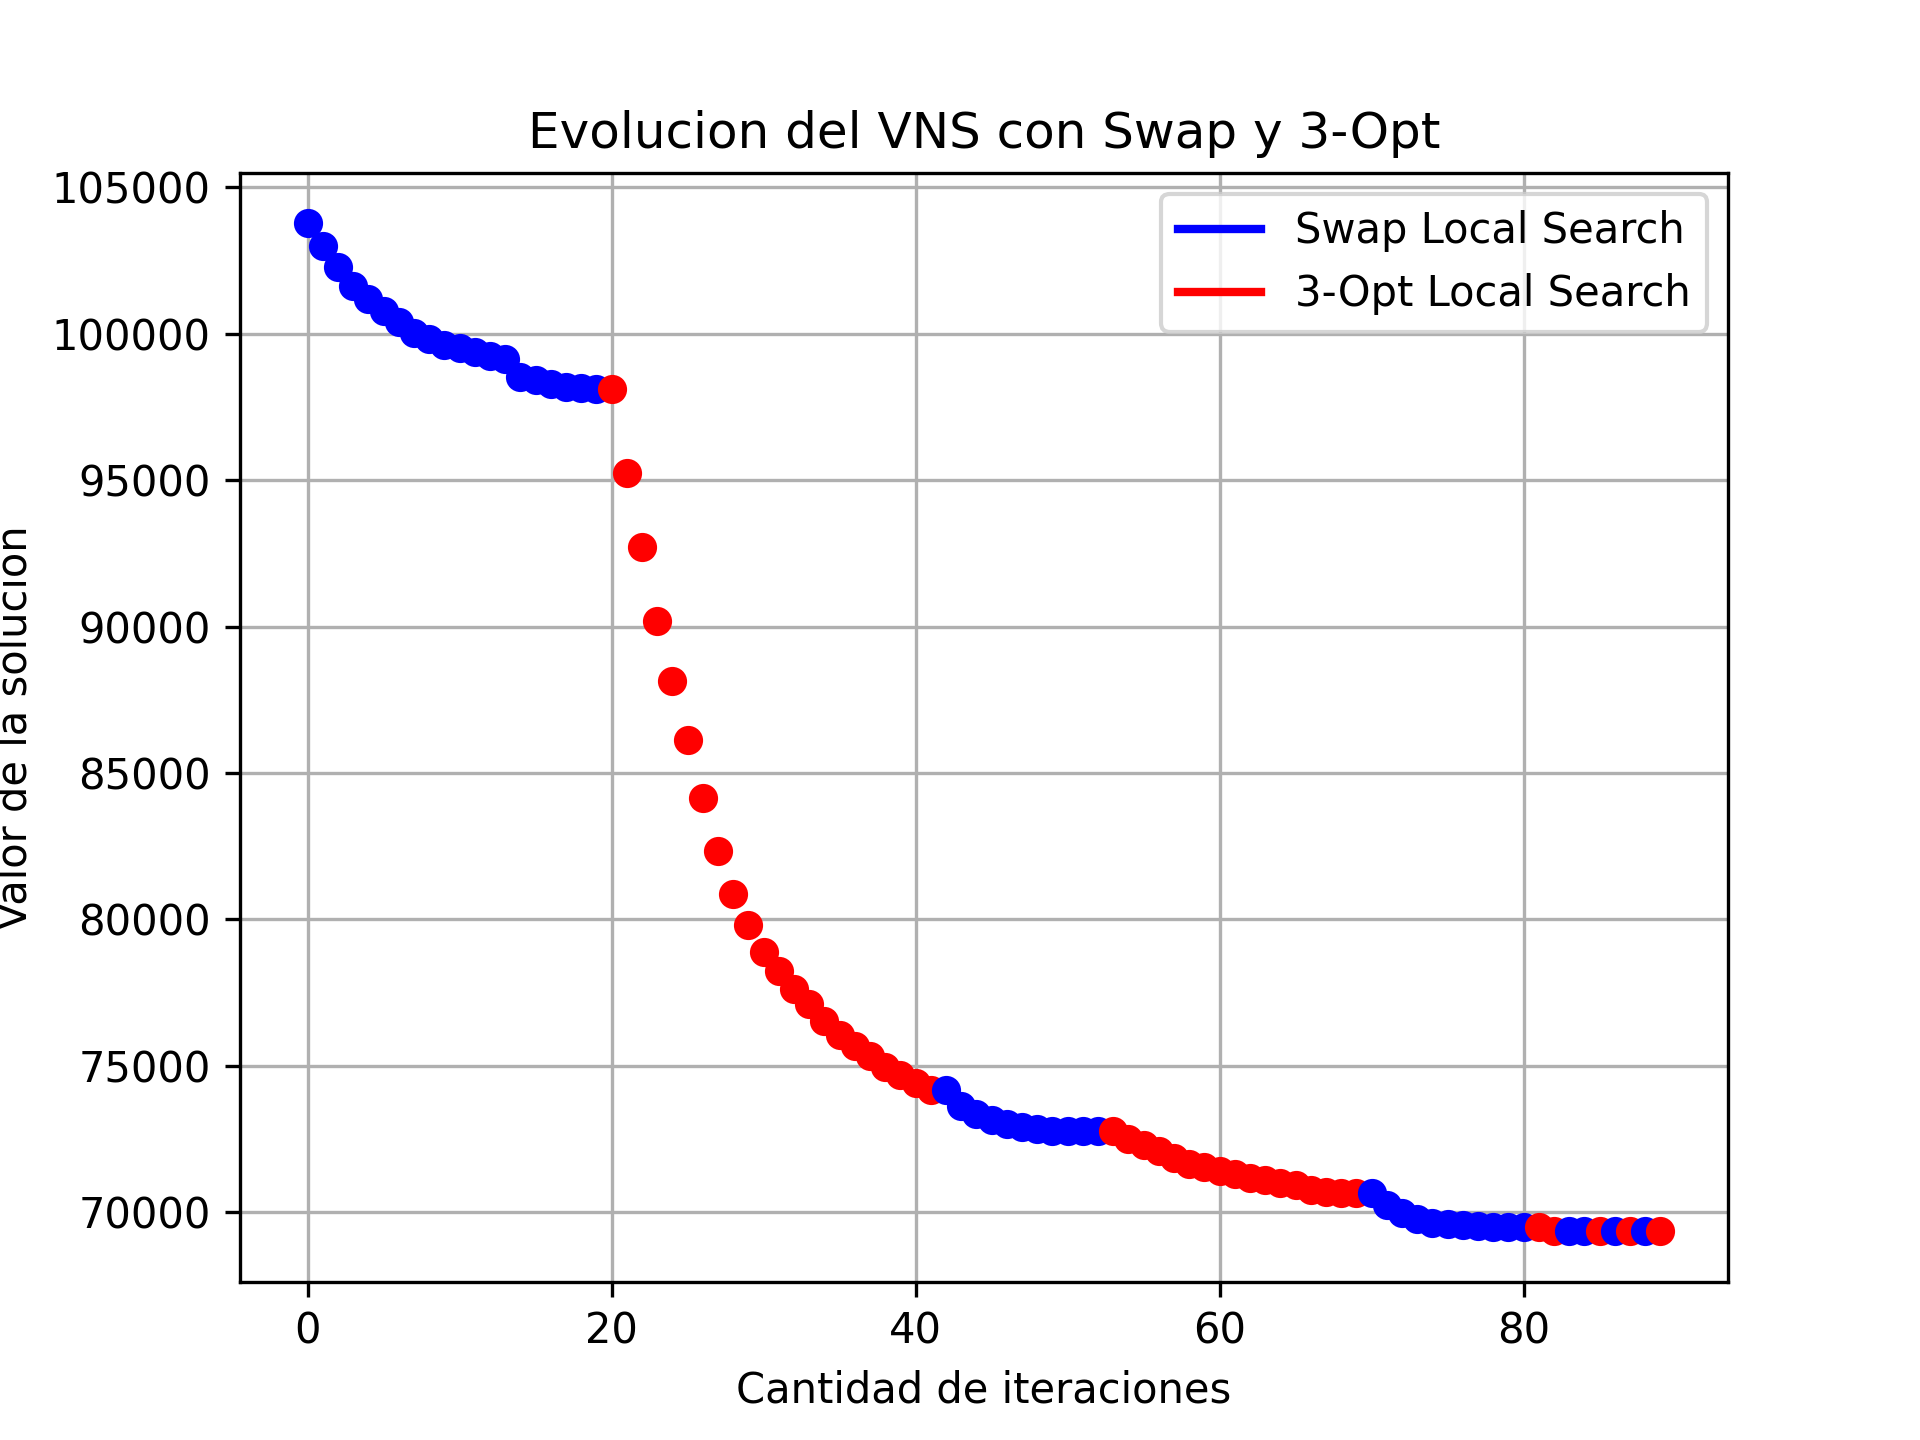 Evolucion del VNS con Swap y 3-Opt
105000
100000
95000
90000
85000
80000
75000
70000
Valor de la solucion
Swap Local Search
3-Opt Local Search
0 20 40 60 80
Cantidad de iteraciones